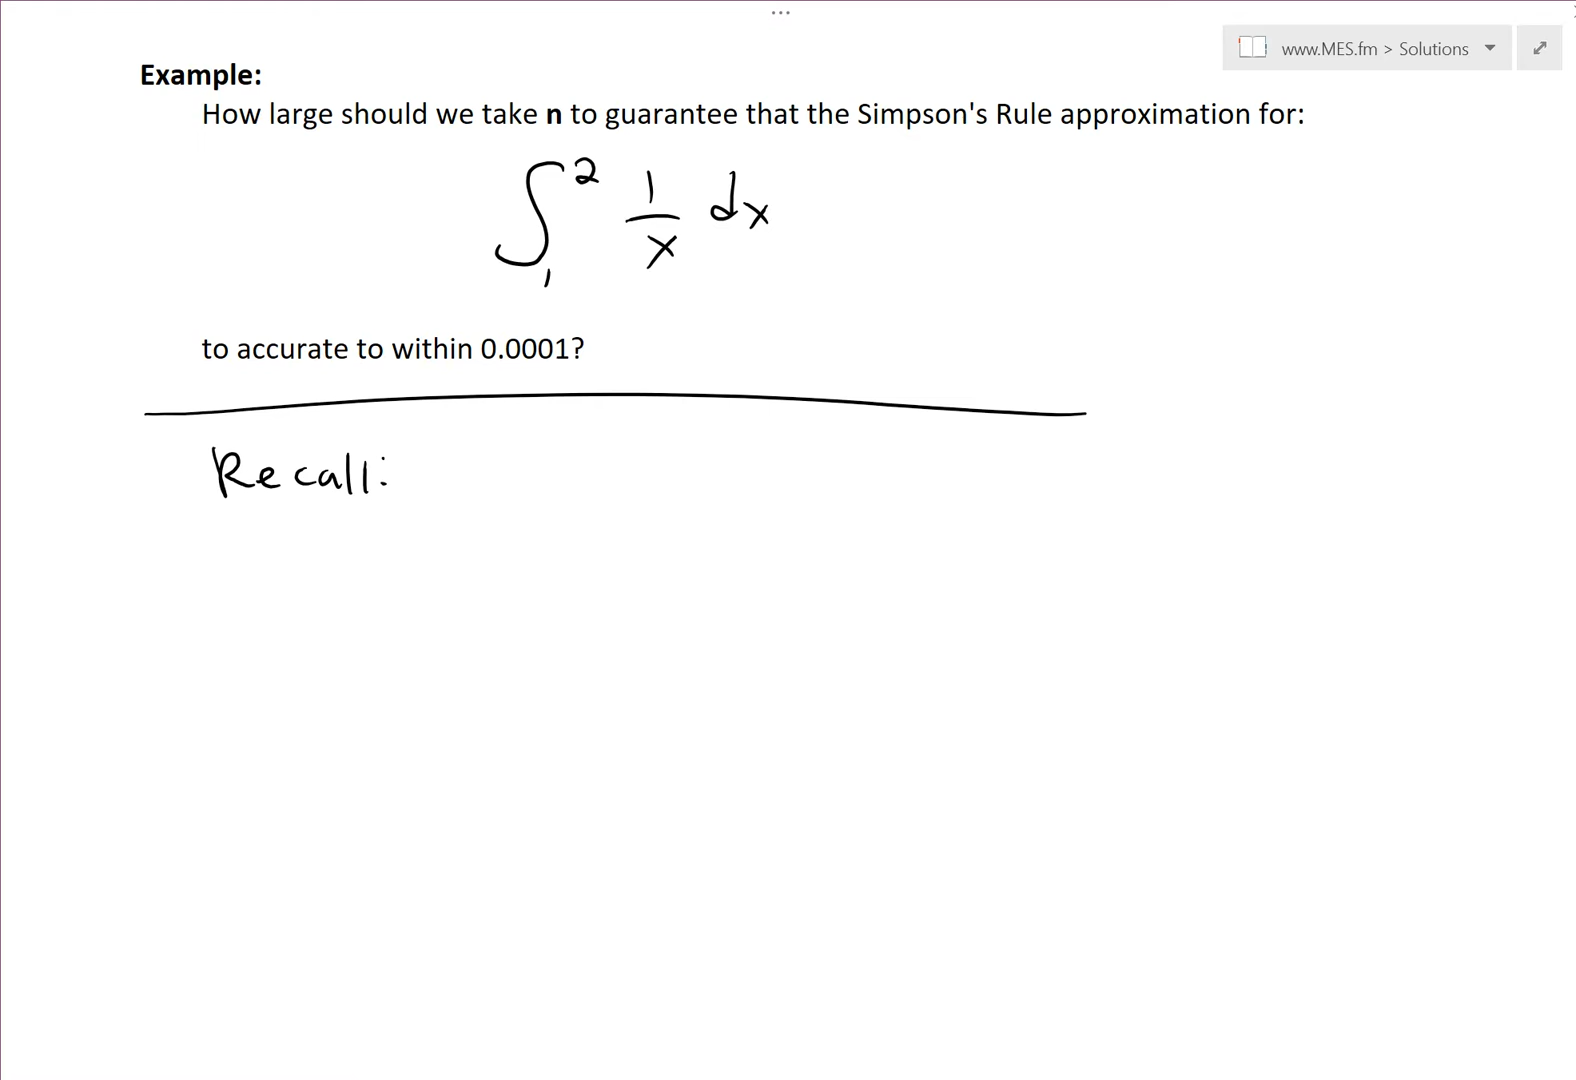 www.MES.fm > Solutions
Example:
How large should we take n to guarantee that the Simpson's Rule approximation for:
∫₁² 1/x dx
to accurate to within 0.0001?
Recall: